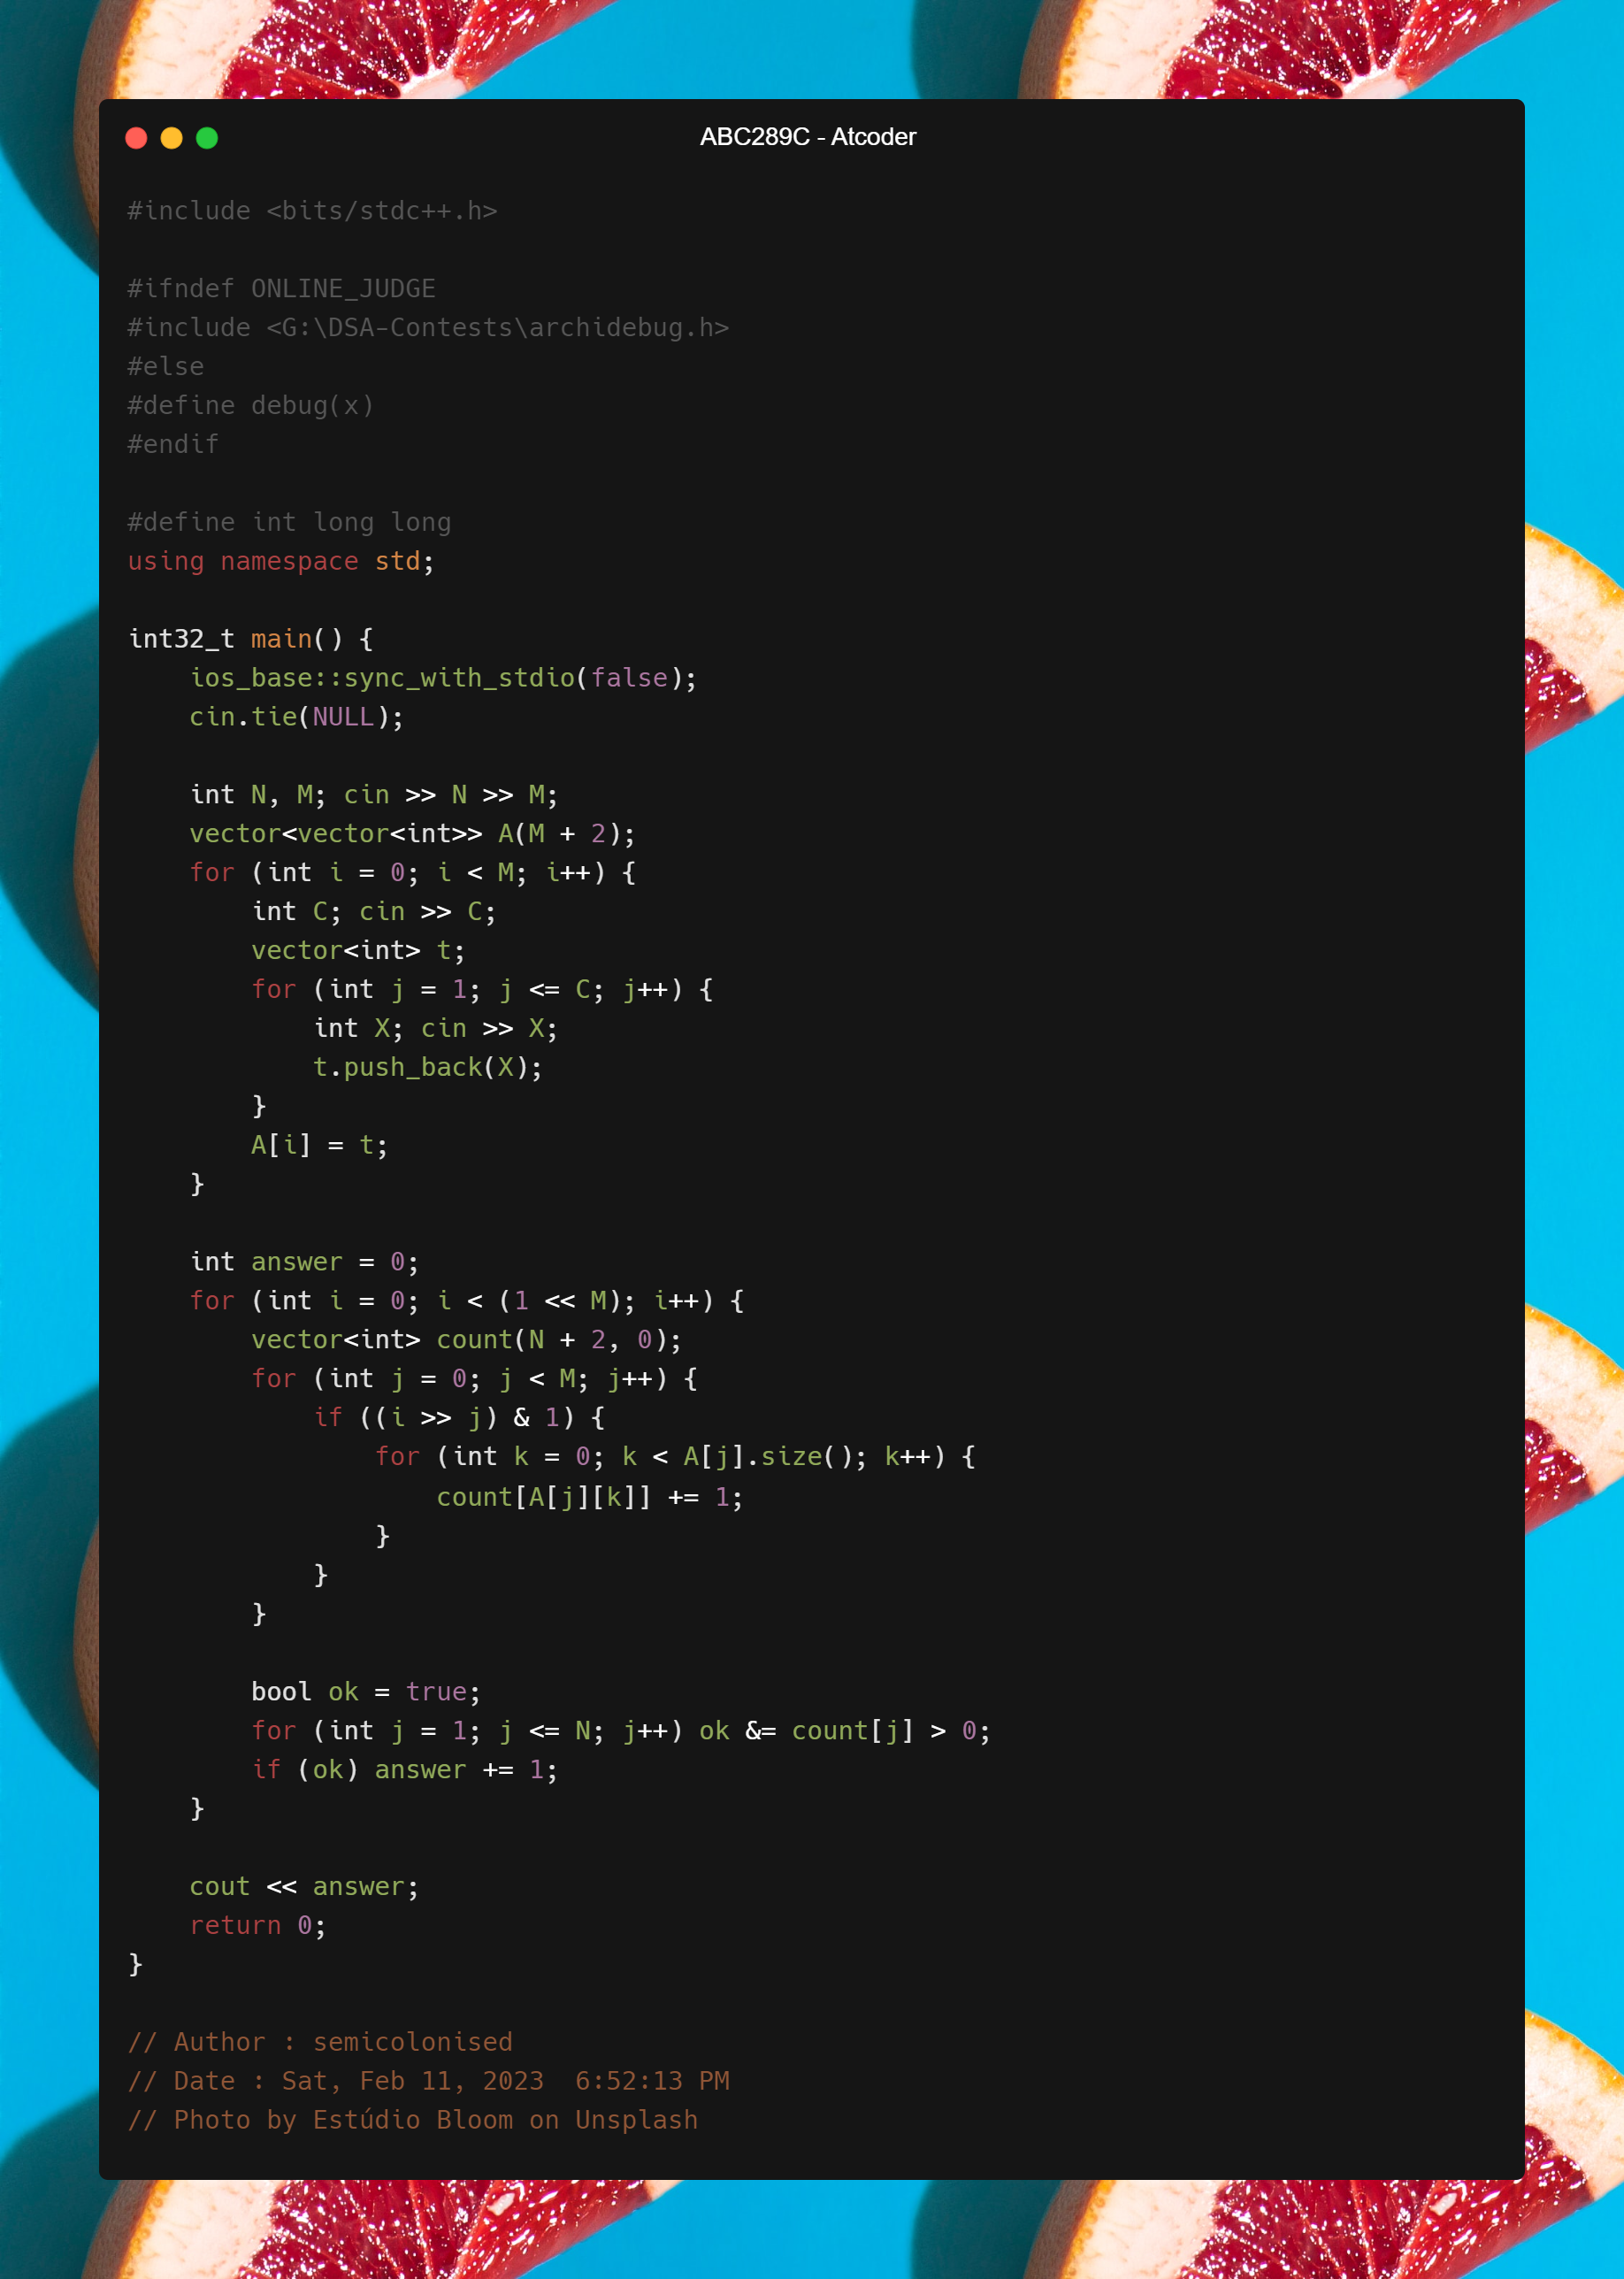 ABC289C - Atcoder
#include <bits/stdc++.h>
#ifndef ONLINE_JUDGE
#include <G:\DSA-Contests\archidebug.h>
#else
#define debug(x)
#endif
#define int long long
using namespace std;
int32_t main() {
    ios_base::sync_with_stdio(false);
    cin.tie(NULL);
    int N, M; cin >> N >> M;
    vector<vector<int>> A(M + 2);
    for (int i = 0; i < M; i++) {
        int C; cin >> C;
        vector<int> t;
        for (int j = 1; j <= C; j++) {
            int X; cin >> X;
            t.push_back(X);
        }
        A[i] = t;
    }
    int answer = 0;
    for (int i = 0; i < (1 << M); i++) {
        vector<int> count(N + 2, 0);
        for (int j = 0; j < M; j++) {
            if ((i >> j) & 1) {
                for (int k = 0; k < A[j].size(); k++) {
                    count[A[j][k]] += 1;
                }
            }
        }
        bool ok = true;
        for (int j = 1; j <= N; j++) ok &= count[j] > 0;
        if (ok) answer += 1;
    }
    cout << answer;
    return 0;
}
// Author : semicolonised
// Date : Sat, Feb 11, 2023  6:52:13 PM
// Photo by Estúdio Bloom on Unsplash